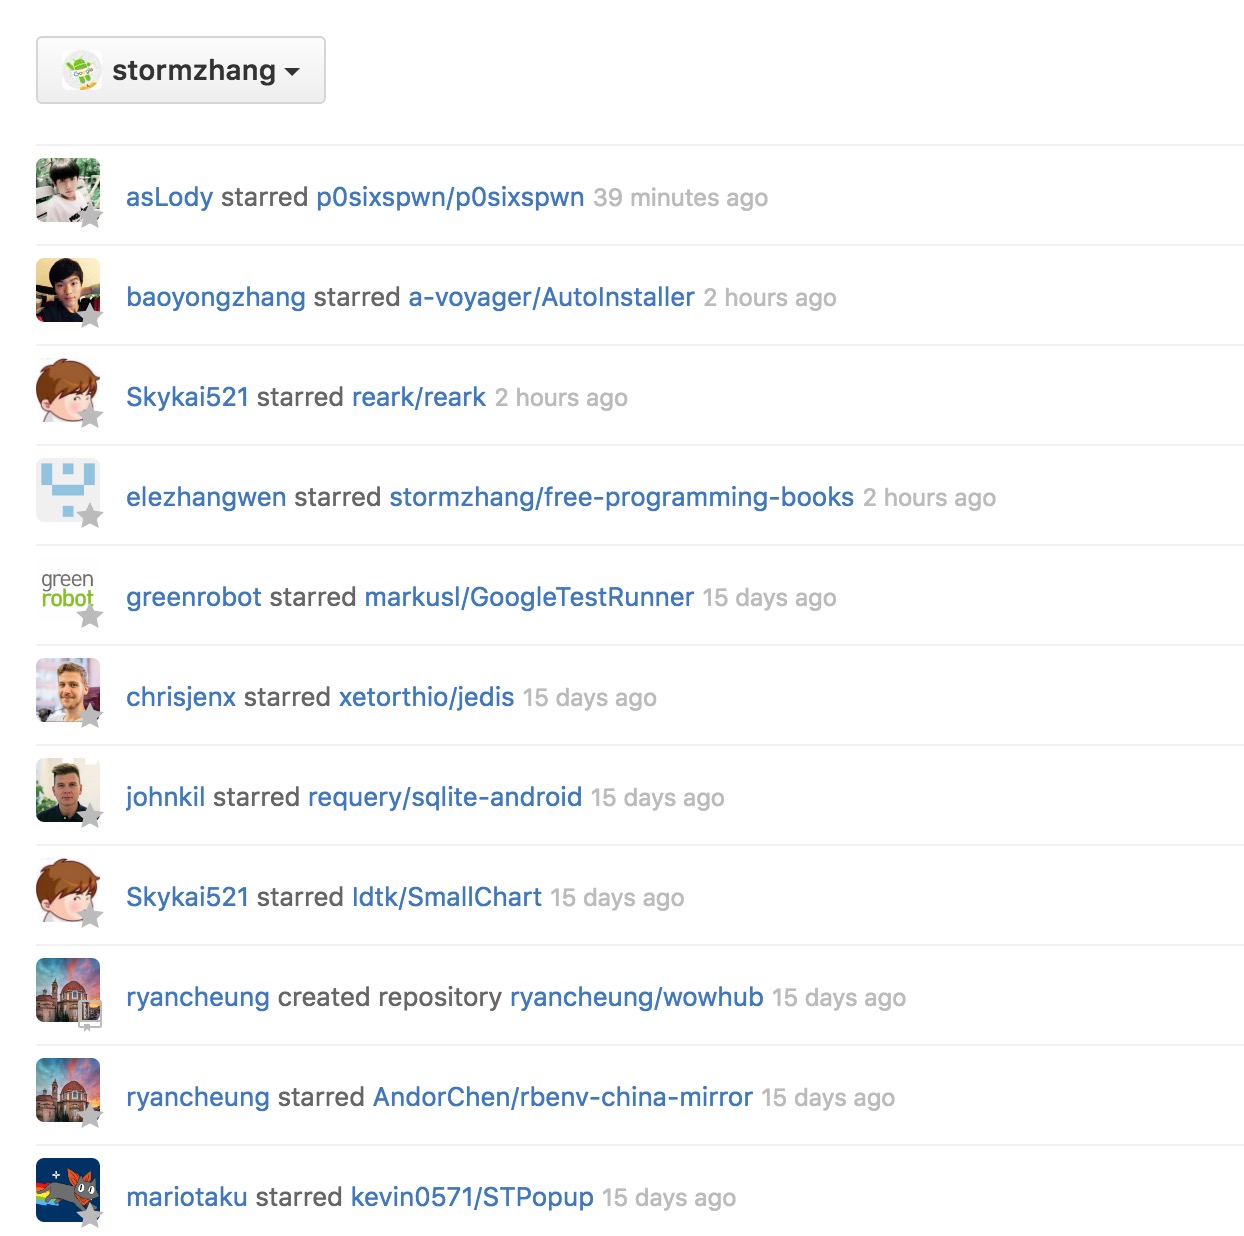 stormzhang
asLody starred p0sixspwn/p0sixspwn 39 minutes ago
baoyongzhang starred a-voyager/AutoInstaller 2 hours ago
Skykai521 starred reark/reark 2 hours ago
elezhangwen starred stormzhang/free-programming-books 2 hours ago
green
robot
greenrobot starred markusl/GoogleTestRunner 15 days ago
chrisjenx starred xetorthio/jedis 15 days ago
johnkil starred requery/sqlite-android 15 days ago
Skykai521 starred ldtk/SmallChart 15 days ago
ryancheung created repository ryancheung/wowhub 15 days ago
ryancheung starred AndorChen/rbenv-china-mirror 15 days ago
mariotaku starred kevin0571/STPopup 15 days ago